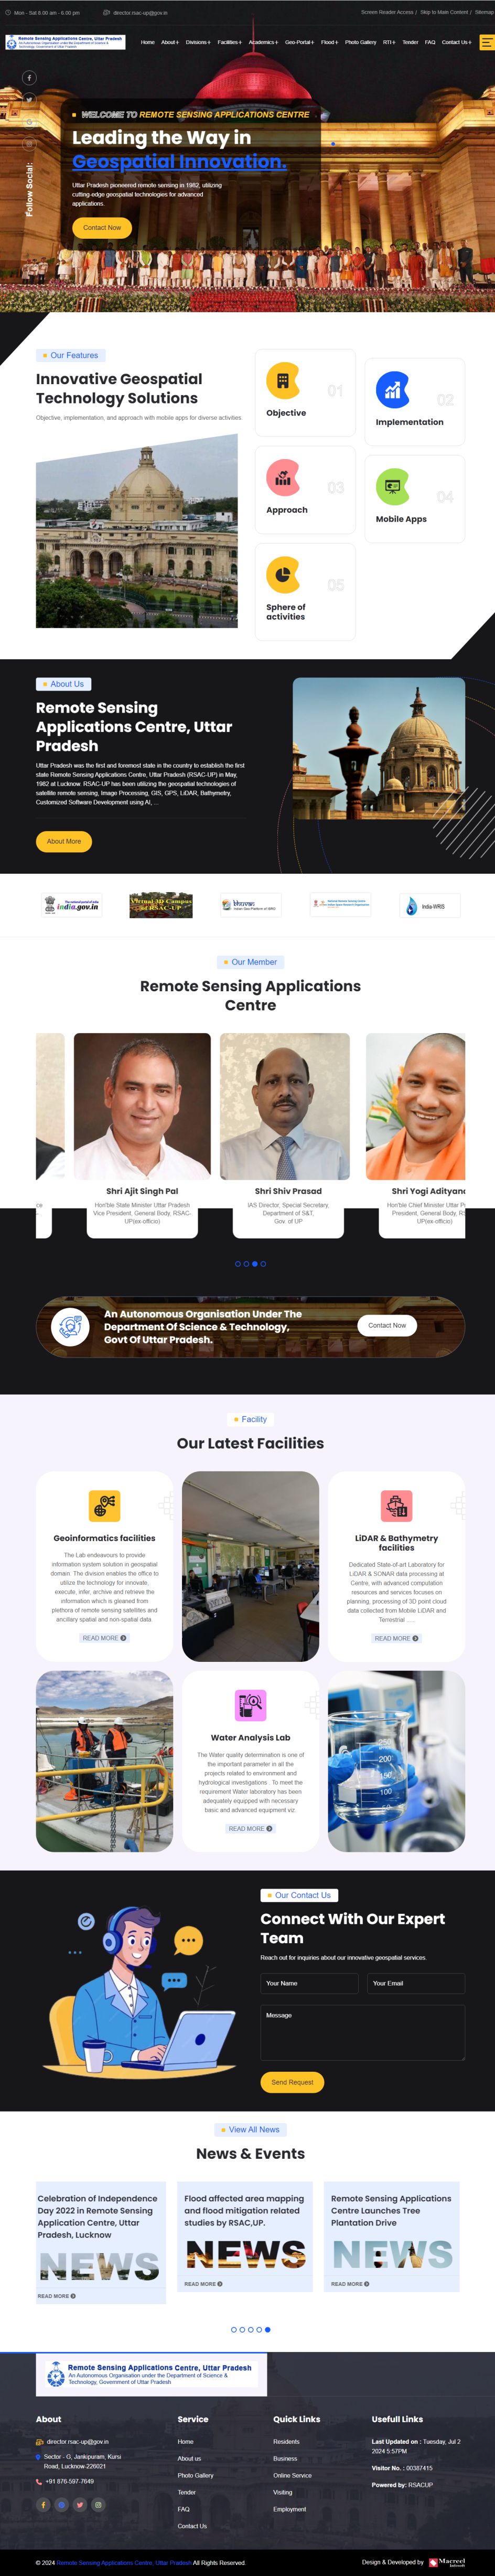 Mon - Sat 8.00 am - 6.00 pm
director.rsac-up@gov.in
Screen Reader Access / Skip to Main Content / Sitemap
Remote Sensing Applications Centre, Uttar Pradesh
An Autonomous Organisation under the Department of Science &
Technology, Government of Uttar Pradesh
Home About+ Divisions+ Facilities+ Academics+ Geo-Portal+ Flood+ Photo Gallery RTI+ Tender FAQ Contact Us+
Follow Social:
WELCOME TO REMOTE SENSING APPLICATIONS CENTRE
Leading the Way in
Geospatial Innovation.
Uttar Pradesh pioneered remote sensing in 1982, utilizing
cutting-edge geospatial technologies for advanced
applications.
Contact Now
Our Features
Innovative Geospatial
Technology Solutions
Objective, implementation, and approach with mobile apps for diverse activities.
01
Objective
02
Implementation
03
Approach
04
Mobile Apps
05
Sphere of
activities
About Us
Remote Sensing
Applications Centre, Uttar
Pradesh
Uttar Pradesh was the first and foremost state in the country to establish the first
state Remote Sensing Applications Centre, Uttar Pradesh (RSAC-UP) in May,
1982 at Lucknow. RSAC-UP has been utilizing the geospatial technologies of
satellite remote sensing, Image Processing, GIS, GPS, LiDAR, Bathymetry,
Customized Software Development using AI, ...
About More
india.gov.in
Virtual 3D Campus
of RSAC-UP
bhuvan
India-WRIS
Our Member
Remote Sensing Applications
Centre
Shri Ajit Singh Pal
Hon'ble State Minister Uttar Pradesh
Vice President, General Body, RSAC-
UP(ex-officio)
Shri Shiv Prasad
IAS Director, Special Secretary,
Department of S&T,
Gov. of UP
Shri Yogi Adityana
Hon'ble Chief Minister Uttar Pr
President, General Body, RS
UP(ex-officio)
An Autonomous Organisation Under The
Department Of Science & Technology,
Govt Of Uttar Pradesh.
Contact Now
Facility
Our Latest Facilities
Geoinformatics facilities
The Lab endeavours to provide
information system solution in geospatial
domain. The division enables the office to
utilize the technology for innovate,
execute, infer, archive and retrieve the
information which is gleaned from
plethora of remote sensing satellites and
ancillary spatial and non-spatial data
READ MORE
LiDAR & Bathymetry
facilities
Dedicated State-of-art Laboratory for
LiDAR & SONAR data processing at
Centre, with advanced computation
resources and services focuses on
planning, processing of 3D point cloud
data collected from Mobile LiDAR and
Terrestrial ......
READ MORE
Water Analysis Lab
The Water quality determination is one of
the important parameter in all the
projects related to environment and
hydrological investigations . To meet the
requirement Water laboratory has been
adequately equipped with necessary
basic and advanced equipment viz.
READ MORE
200
150
100
Our Contact Us
Connect With Our Expert
Team
Reach out for inquiries about our innovative geospatial services.
Your Name
Your Email
Message
Send Request
View All News
News & Events
Celebration of Independence
Day 2022 in Remote Sensing
Application Centre, Uttar
Pradesh, Lucknow
NEWS
READ MORE
Flood affected area mapping
and flood mitigation related
studies by RSAC,UP.
NEWS
READ MORE
Remote Sensing Applications
Centre Launches Tree
Plantation Drive
NEWS
READ MORE
Remote Sensing Applications Centre, Uttar Pradesh
An Autonomous Organisation under the Department of Science &
Technology, Government of Uttar Pradesh
About
director.rsac-up@gov.in
Sector - G, Jankipuram, Kursi
Road, Lucknow-226021
+91 876-597-7649
Service
Home
About us
Photo Gallery
Tender
FAQ
Contact Us
Quick Links
Residents
Business
Online Service
Visiting
Employment
Usefull Links
Last Updated on : Tuesday, Jul 2
2024 5:57PM
Visitor No. : 00387415
Powered by: RSACUP
© 2024 Remote Sensing Applications Centre, Uttar Pradesh All Rights Reserved.
Design & Developed by Macreel
Infosoft